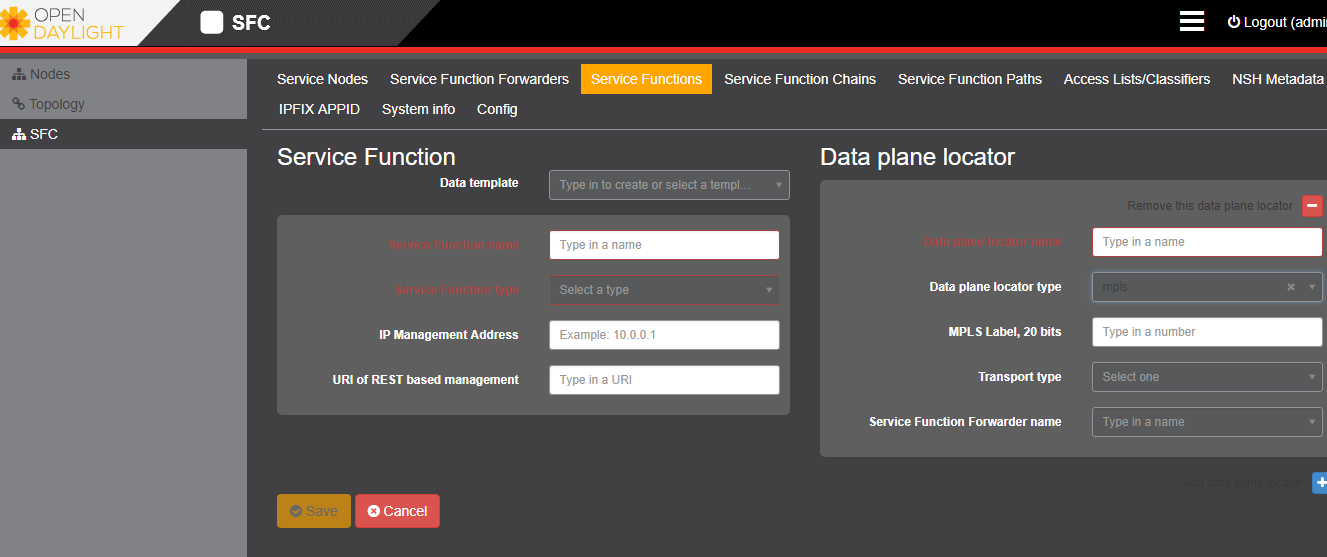 OPEN
DAYLIGHT
SFC
Logout (admi
Nodes
Topology
SFC
Service Nodes Service Function Forwarders Service Functions Service Function Chains Service Function Paths Access Lists/Classifiers NSH Metadata
IPFIX APPID System info Config
Service Function
Data template Type in to create or select a templ...
Service Function name Type in a name
Service Function type Select a type
IP Management Address Example: 10.0.0.1
URI of REST based management Type in a URI
Save Cancel
Data plane locator
Remove this data plane locator
Data plane locator name Type in a name
Data plane locator type mpls
MPLS Label, 20 bits Type in a number
Transport type Select one
Service Function Forwarder name Type in a name
Add data plane locator